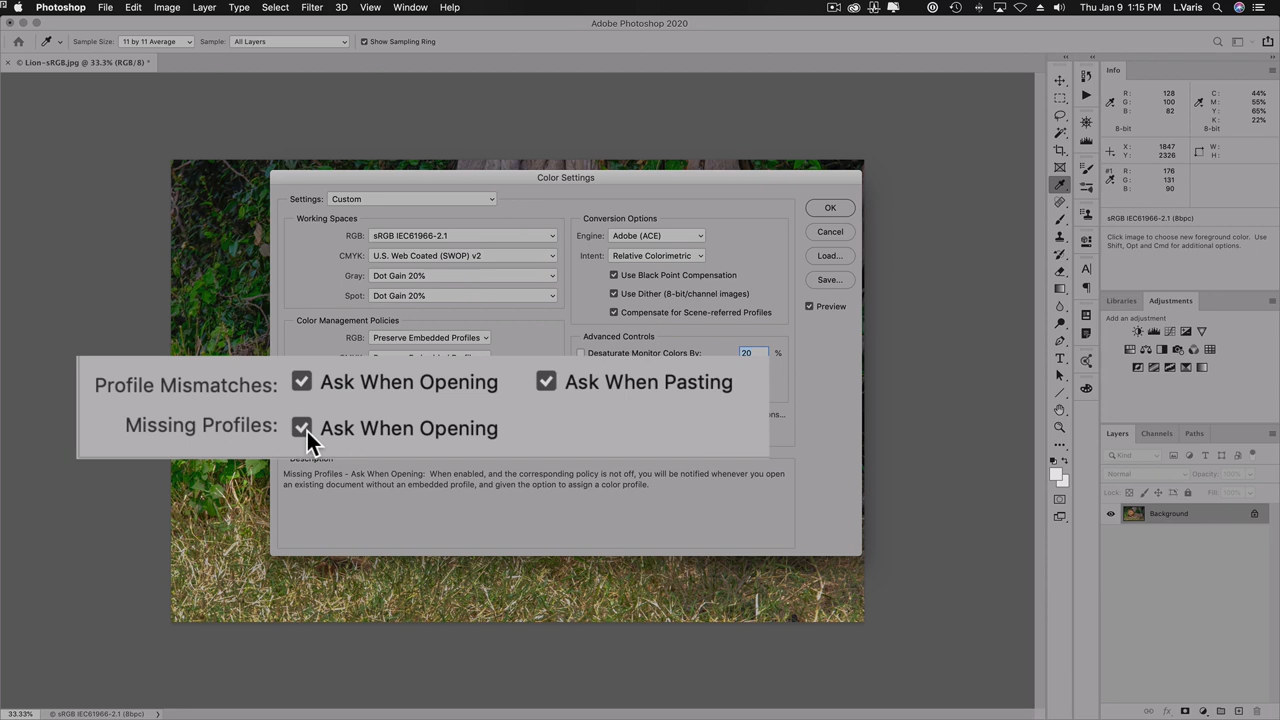 Photoshop File Edit Image Layer Type Select Filter 3D View Window Help Thu Jan 9 1:15 PM L.Varis
Adobe Photoshop 2020
Sample Size: 11 by 11 Average Sample: All Layers Show Sampling Ring
© Lion-sRGB.jpg @ 33.3% (RGB/8) *
Info
R: 128
G: 100
B: 82
8-bit
C: 44%
M: 55%
Y: 65%
K: 22%
8-bit
X: 1847
Y: 2326
W:
H:
#1 R: 176
G: 131
B: 90
sRGB IEC61966-2.1 (8bpc)
Click image to choose new foreground color. Use
Shift, Opt and Cmd for additional options.
Color Settings
Settings: Custom
Working Spaces
RGB: sRGB IEC61966-2.1
CMYK: U.S. Web Coated (SWOP) v2
Gray: Dot Gain 20%
Spot: Dot Gain 20%
Color Management Policies
RGB: Preserve Embedded Profiles
Conversion Options
Engine: Adobe (ACE)
Intent: Relative Colorimetric
Use Black Point Compensation
Use Dither (8-bit/channel images)
Compensate for Scene-referred Profiles
Advanced Controls
Desaturate Monitor Colors By: 20 %
OK
Cancel
Load...
Save...
Preview
Profile Mismatches: Ask When Opening Ask When Pasting
Missing Profiles: Ask When Opening
Description
Missing Profiles – Ask When Opening: When enabled, and the corresponding policy is not off, you will be notified whenever you open
an existing document without an embedded profile, and given the option to assign a color profile.
Libraries Adjustments
Add an adjustment
Layers Channels Paths
Kind
Normal Opacity: 100%
Lock: Fill: 100%
Background
33.33% © sRGB IEC61966-2.1 (8bpc)